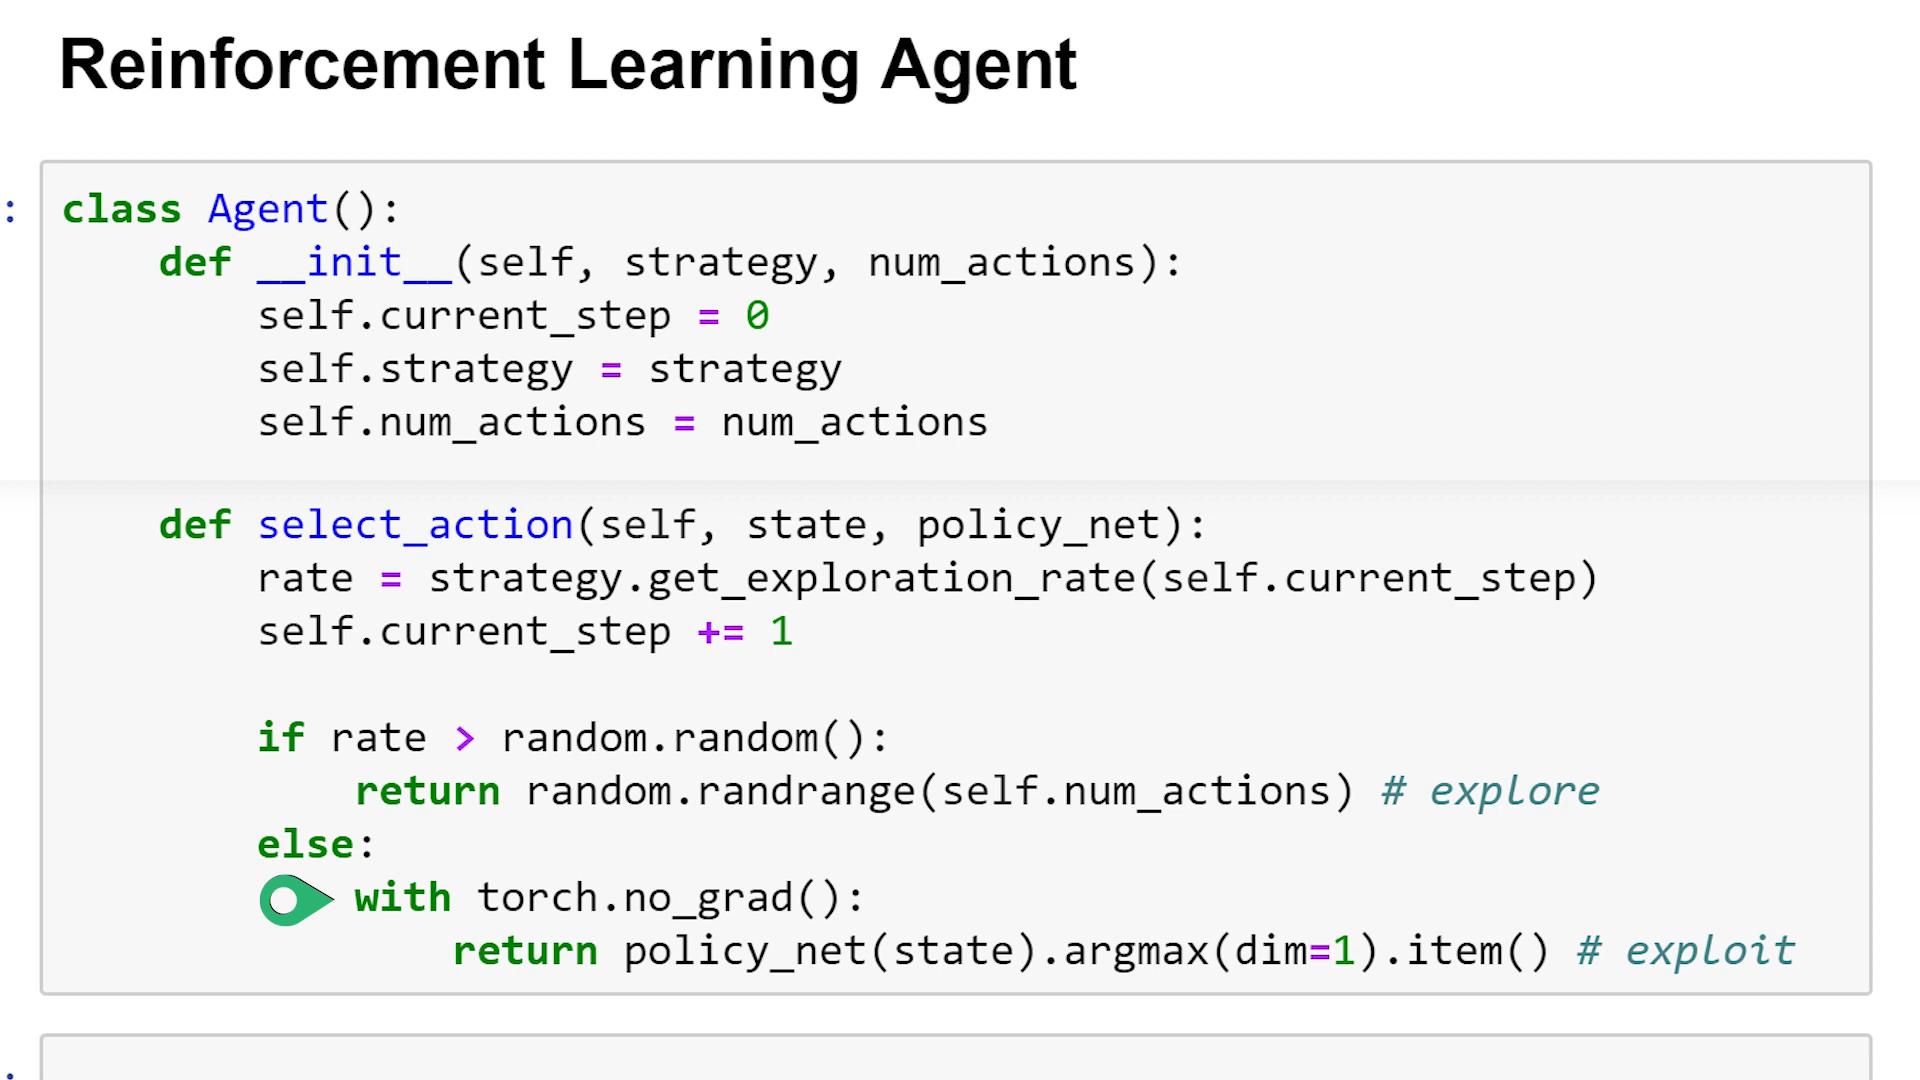 Reinforcement Learning Agent
:
class Agent():
    def __init__(self, strategy, num_actions):
        self.current_step = 0
        self.strategy = strategy
        self.num_actions = num_actions
    def select_action(self, state, policy_net):
        rate = strategy.get_exploration_rate(self.current_step)
        self.current_step += 1
        if rate > random.random():
            return random.randrange(self.num_actions) # explore
        else:
            with torch.no_grad():
                return policy_net(state).argmax(dim=1).item() # exploit
: